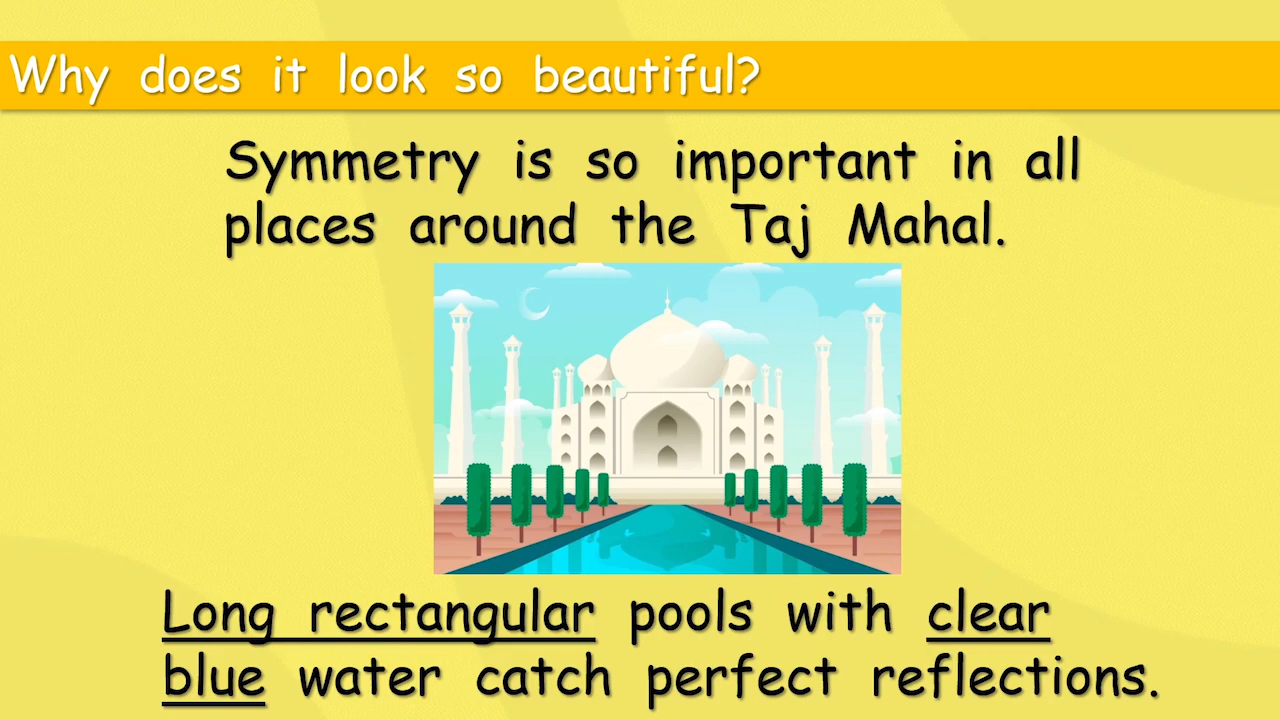 Why does it look so beautiful?
Symmetry is so important in all
places around the Taj Mahal.
Long rectangular pools with clear
blue water catch perfect reflections.